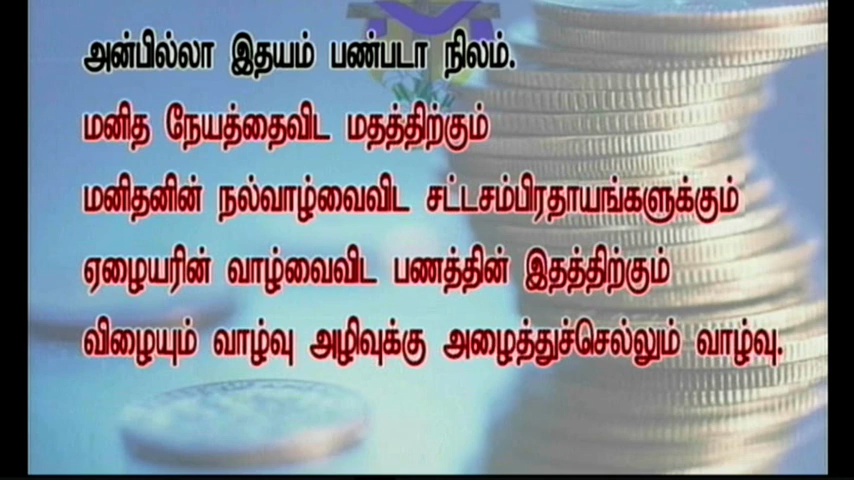 அன்பில்லா இதயம் பண்படா நிலம்.
மனித நேயத்தைவிட மதத்திற்கும்
மனிதனின் நல்வாழ்வைவிட சட்டசம்பிரதாயங்களுக்கும்
ஏழையரின் வாழ்வைவிட பணத்தின் இதத்திற்கும்
விழையும் வாழ்வு அழிவுக்கு அழைத்துச்செல்லும் வாழ்வு.